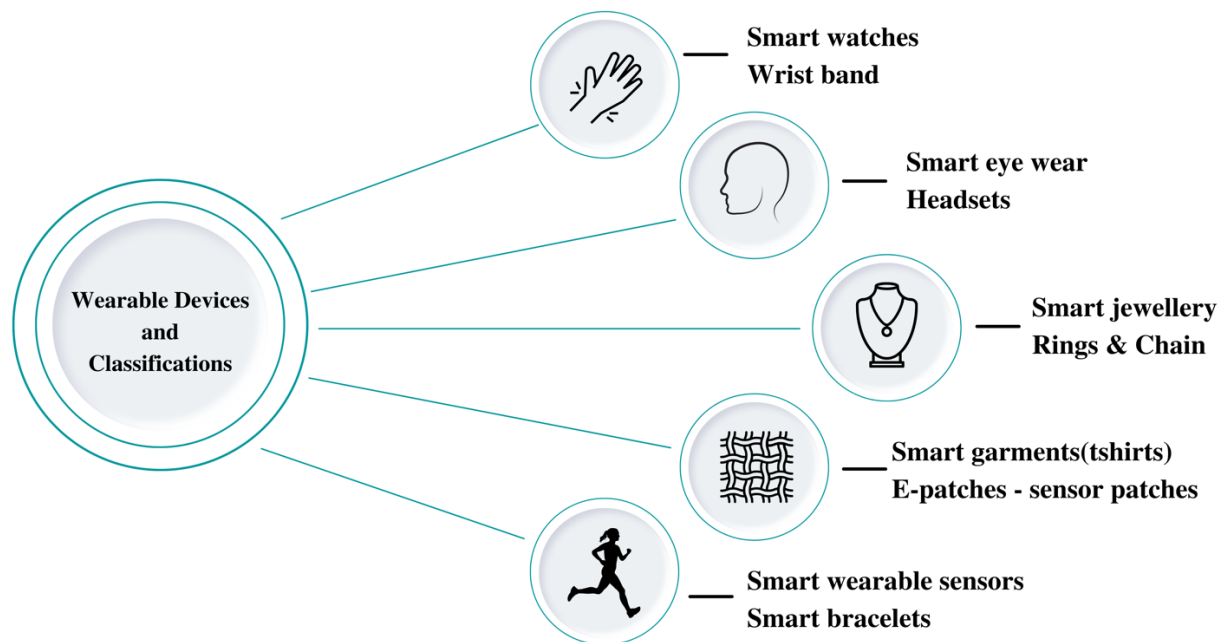 Smart watches
Wrist band
Smart eye wear
Headsets
Wearable Devices
and
Classifications
Smart jewellery
Rings & Chain
Smart garments(tshirts)
E-patches - sensor patches
Smart wearable sensors
Smart bracelets